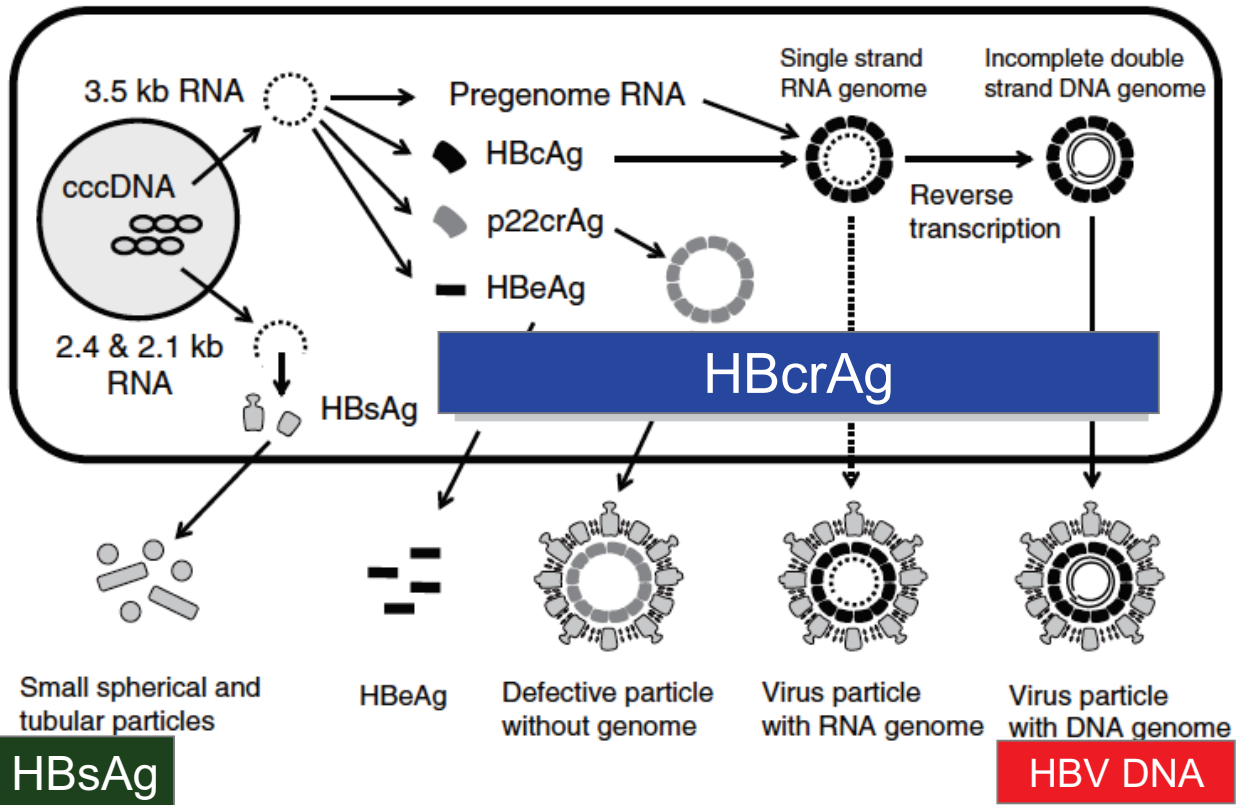 Single strand
RNA genome
Incomplete double
strand DNA genome
3.5 kb RNA
Pregenome RNA
HBcAg
cccDNA
p22crAg
Reverse
transcription
HBeAg
2.4 & 2.1 kb
RNA
HBcrAg
HBsAg
Small spherical and
tubular particles
HBeAg
Defective particle
without genome
Virus particle
with RNA genome
Virus particle
with DNA genome
HBsAg
HBV DNA